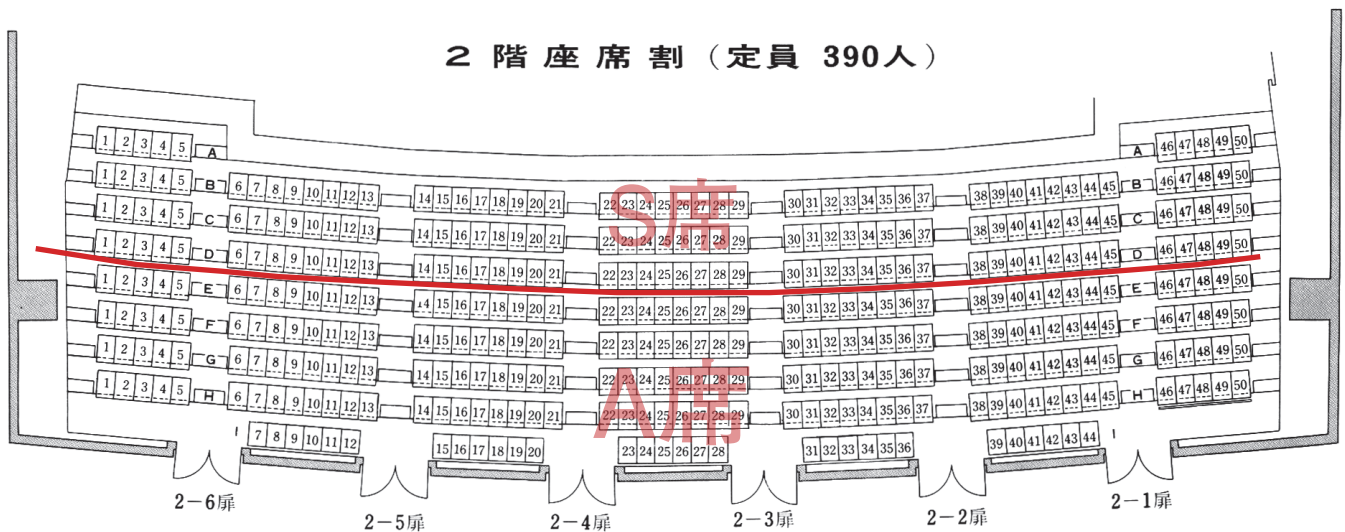 2階座席割（定員 390人）
1 2 3 4 5 A A 46 47 48 49 50
1 2 3 4 5 B 6 7 8 9 10 11 12 13 14 15 16 17 18 19 20 21 22 23 24 25 26 27 28 29 30 31 32 33 34 35 36 37 38 39 40 41 42 43 44 45 B 46 47 48 49 50
S席
1 2 3 4 5 C 6 7 8 9 10 11 12 13 14 15 16 17 18 19 20 21 22 23 24 25 26 27 28 29 30 31 32 33 34 35 36 37 38 39 40 41 42 43 44 45 C 46 47 48 49 50
1 2 3 4 5 D 6 7 8 9 10 11 12 13 14 15 16 17 18 19 20 21 22 23 24 25 26 27 28 29 30 31 32 33 34 35 36 37 38 39 40 41 42 43 44 45 D 46 47 48 49 50
1 2 3 4 5 E 6 7 8 9 10 11 12 13 14 15 16 17 18 19 20 21 22 23 24 25 26 27 28 29 30 31 32 33 34 35 36 37 38 39 40 41 42 43 44 45 E 46 47 48 49 50
1 2 3 4 5 F 6 7 8 9 10 11 12 13 14 15 16 17 18 19 20 21 22 23 24 25 26 27 28 29 30 31 32 33 34 35 36 37 38 39 40 41 42 43 44 45 F 46 47 48 49 50
1 2 3 4 5 G 6 7 8 9 10 11 12 13 14 15 16 17 18 19 20 21 22 23 24 25 26 27 28 29 30 31 32 33 34 35 36 37 38 39 40 41 42 43 44 45 G 46 47 48 49 50
A席
1 2 3 4 5 H 6 7 8 9 10 11 12 13 14 15 16 17 18 19 20 21 22 23 24 25 26 27 28 29 30 31 32 33 34 35 36 37 38 39 40 41 42 43 44 45 H 46 47 48 49 50
I 7 8 9 10 11 12 15 16 17 18 19 20 23 24 25 26 27 28 31 32 33 34 35 36 39 40 41 42 43 44 I
2-6扉 2-5扉 2-4扉 2-3扉 2-2扉 2-1扉